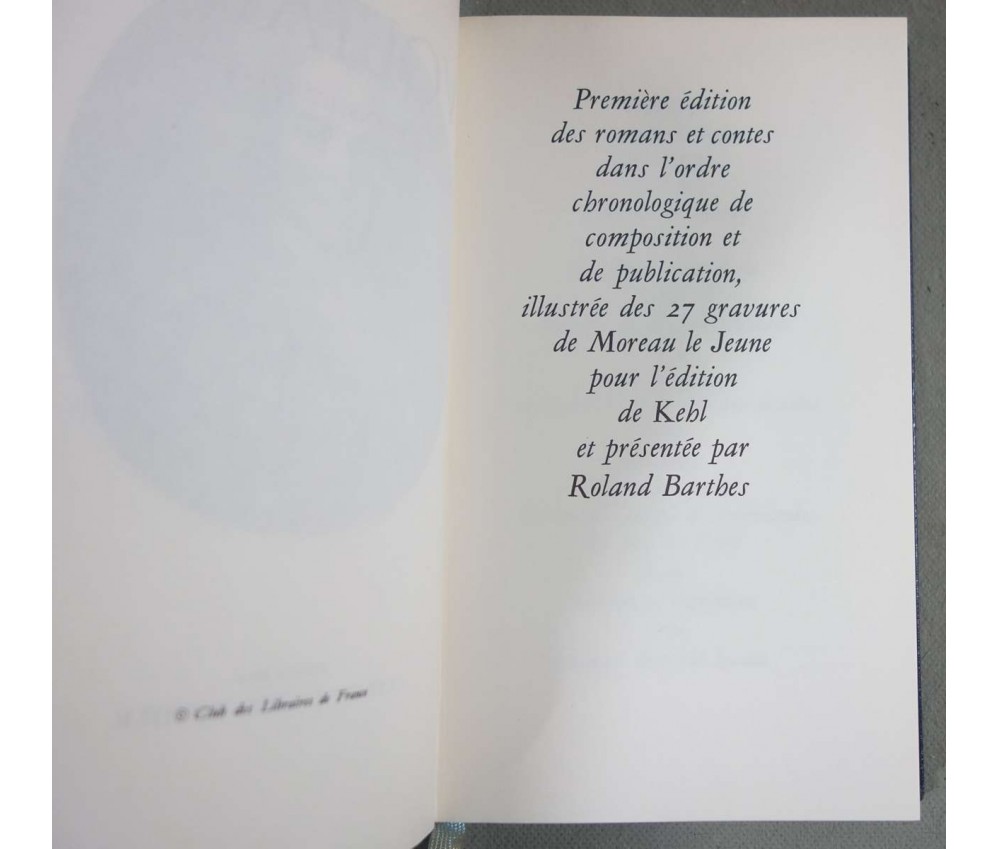 © Club des Libraires de France
Première édition
des romans et contes
dans l'ordre
chronologique de
composition et
de publication,
illustrée des 27 gravures
de Moreau le Jeune
pour l'édition
de Kehl
et présentée par
Roland Barthes